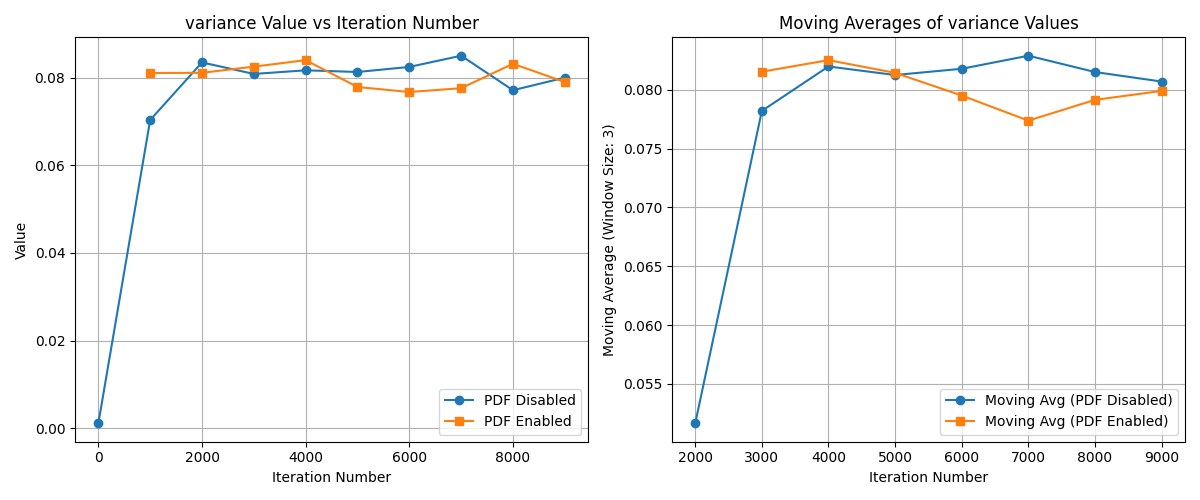 variance Value vs Iteration Number
Value
0.08
0.06
0.04
0.02
0.00
0
2000
4000
6000
8000
Iteration Number
PDF Disabled
PDF Enabled
Moving Averages of variance Values
Moving Average (Window Size: 3)
0.080
0.075
0.070
0.065
0.060
0.055
2000
3000
4000
5000
6000
7000
8000
9000
Iteration Number
Moving Avg (PDF Disabled)
Moving Avg (PDF Enabled)